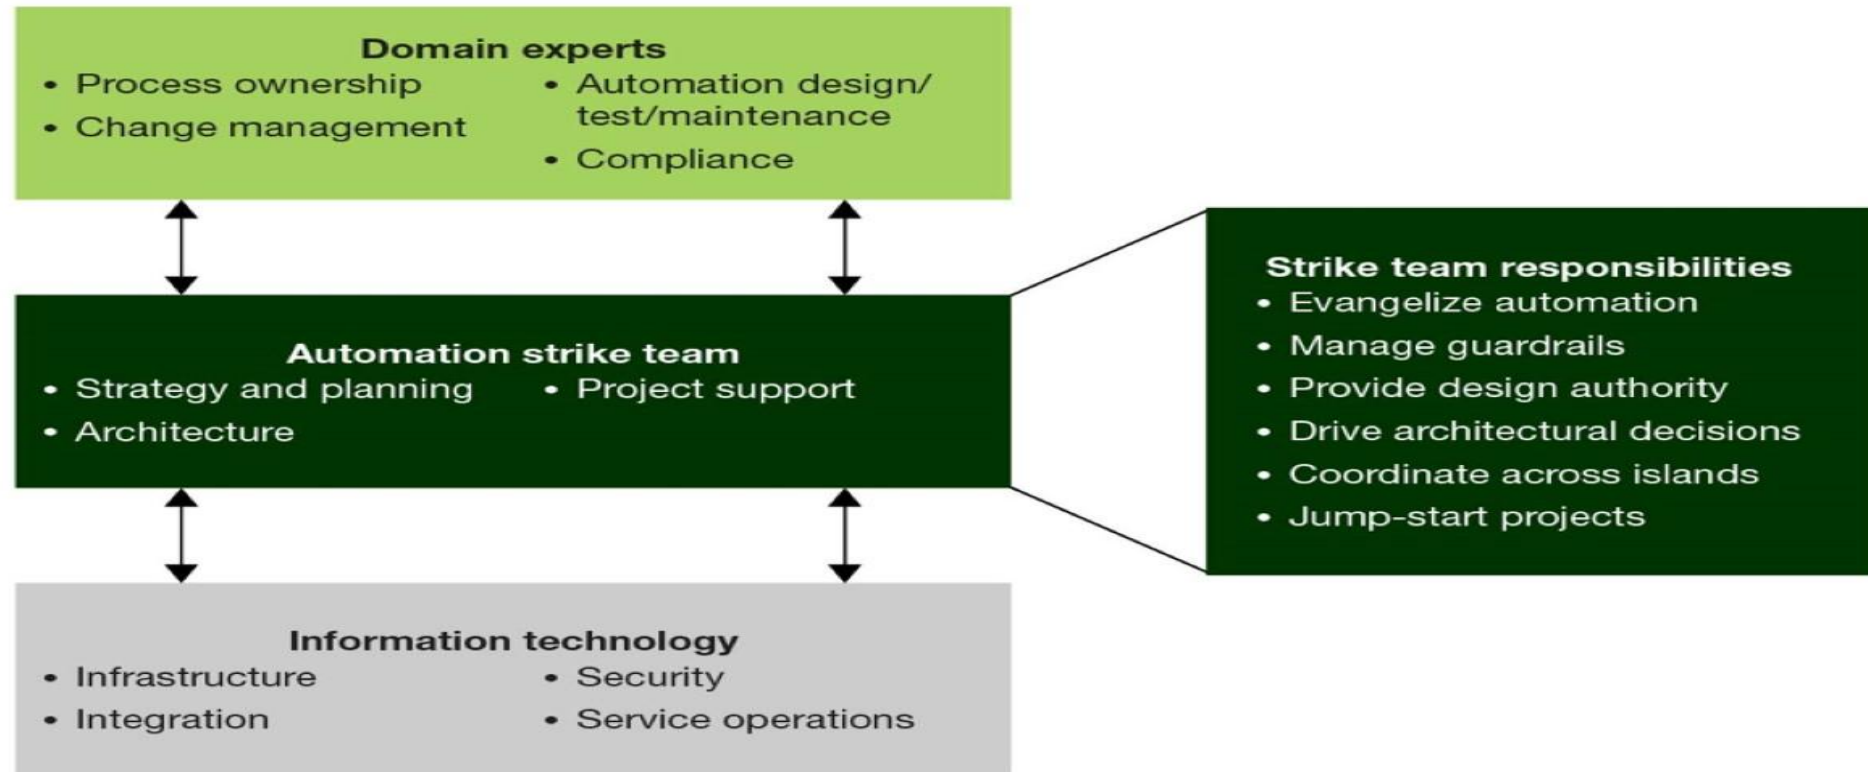 Domain experts
• Process ownership
• Change management
• Automation design/
test/maintenance
• Compliance
Automation strike team
• Strategy and planning
• Architecture
• Project support
Strike team responsibilities
• Evangelize automation
• Manage guardrails
• Provide design authority
• Drive architectural decisions
• Coordinate across islands
• Jump-start projects
Information technology
• Infrastructure
• Integration
• Security
• Service operations